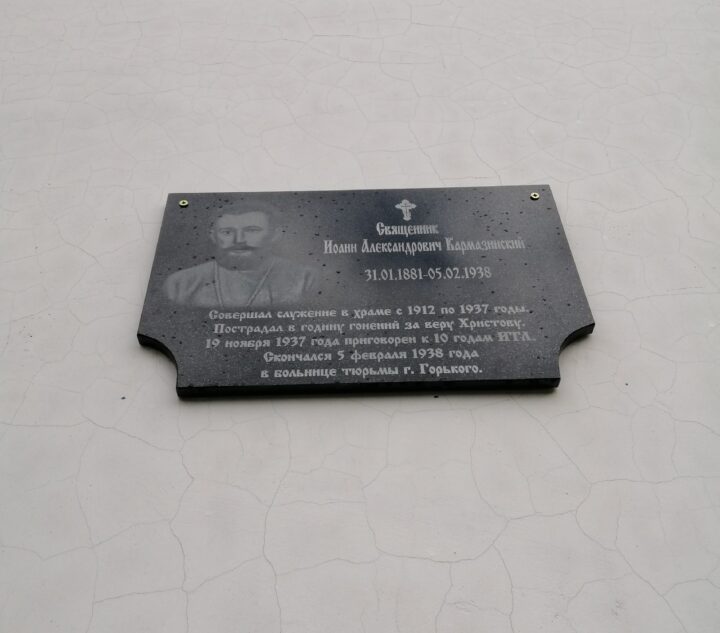 Священник
Иоанн Александрович Кармазинский
31.01.1881-05.02.1938
Совершал служение в храме с 1912 по 1937 годы.
Пострадал в годину гонений за веру Христову.
19 ноября 1937 года приговорен к 10 годам ИТЛ.
Скончался 5 февраля 1938 года
в больнице тюрьмы г. Горького.